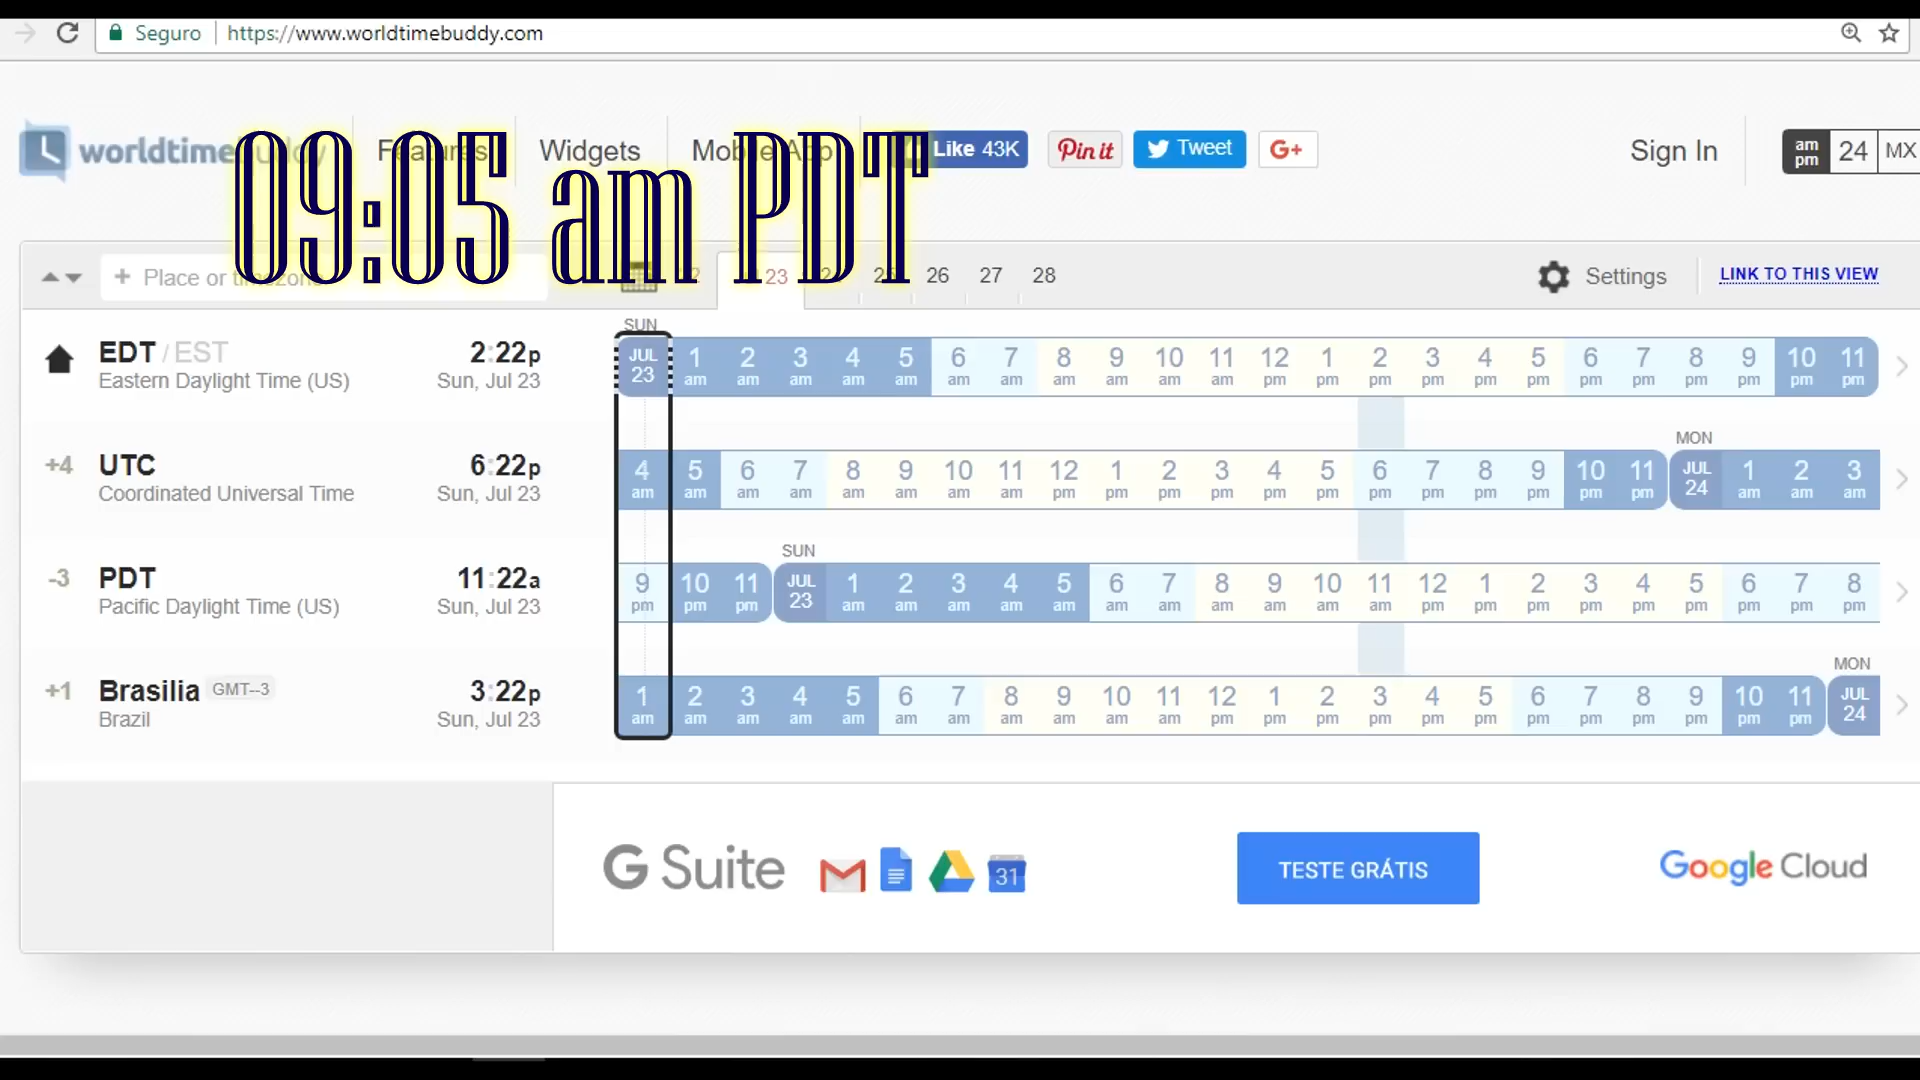 Seguro https://www.worldtimebuddy.com
worldtimebuddy Features Widgets Mobile App Like 43K Pin it Tweet G+ Sign In am pm 24 MX
09:05 am PDT
+ Place or timezone 23 25 26 27 28 Settings LINK TO THIS VIEW
SUN
EDT / EST 2:22p JUL 23 1 am 2 am 3 am 4 am 5 am 6 am 7 am 8 am 9 am 10 am 11 am 12 pm 1 pm 2 pm 3 pm 4 pm 5 pm 6 pm 7 pm 8 pm 9 pm 10 pm 11 pm
Eastern Daylight Time (US) Sun, Jul 23
MON
+4 UTC 6:22p 4 am 5 am 6 am 7 am 8 am 9 am 10 am 11 am 12 pm 1 pm 2 pm 3 pm 4 pm 5 pm 6 pm 7 pm 8 pm 9 pm 10 pm 11 pm JUL 24 1 am 2 am 3 am
Coordinated Universal Time Sun, Jul 23
SUN
-3 PDT 11:22a 9 pm 10 pm 11 pm JUL 23 1 am 2 am 3 am 4 am 5 am 6 am 7 am 8 am 9 am 10 am 11 am 12 pm 1 pm 2 pm 3 pm 4 pm 5 pm 6 pm 7 pm 8 pm
Pacific Daylight Time (US) Sun, Jul 23
MON
+1 Brasilia GMT--3 3:22p 1 am 2 am 3 am 4 am 5 am 6 am 7 am 8 am 9 am 10 am 11 am 12 pm 1 pm 2 pm 3 pm 4 pm 5 pm 6 pm 7 pm 8 pm 9 pm 10 pm 11 pm JUL 24
Brazil Sun, Jul 23
G Suite 31 TESTE GRÁTIS Google Cloud